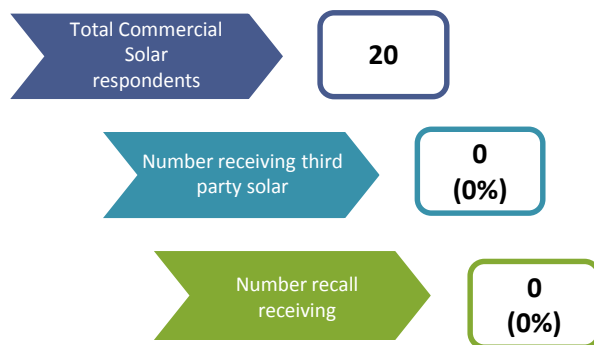 Total Commercial
Solar
respondents
20
Number receiving third
party solar
0
(0%)
Number recall
receiving
0
(0%)